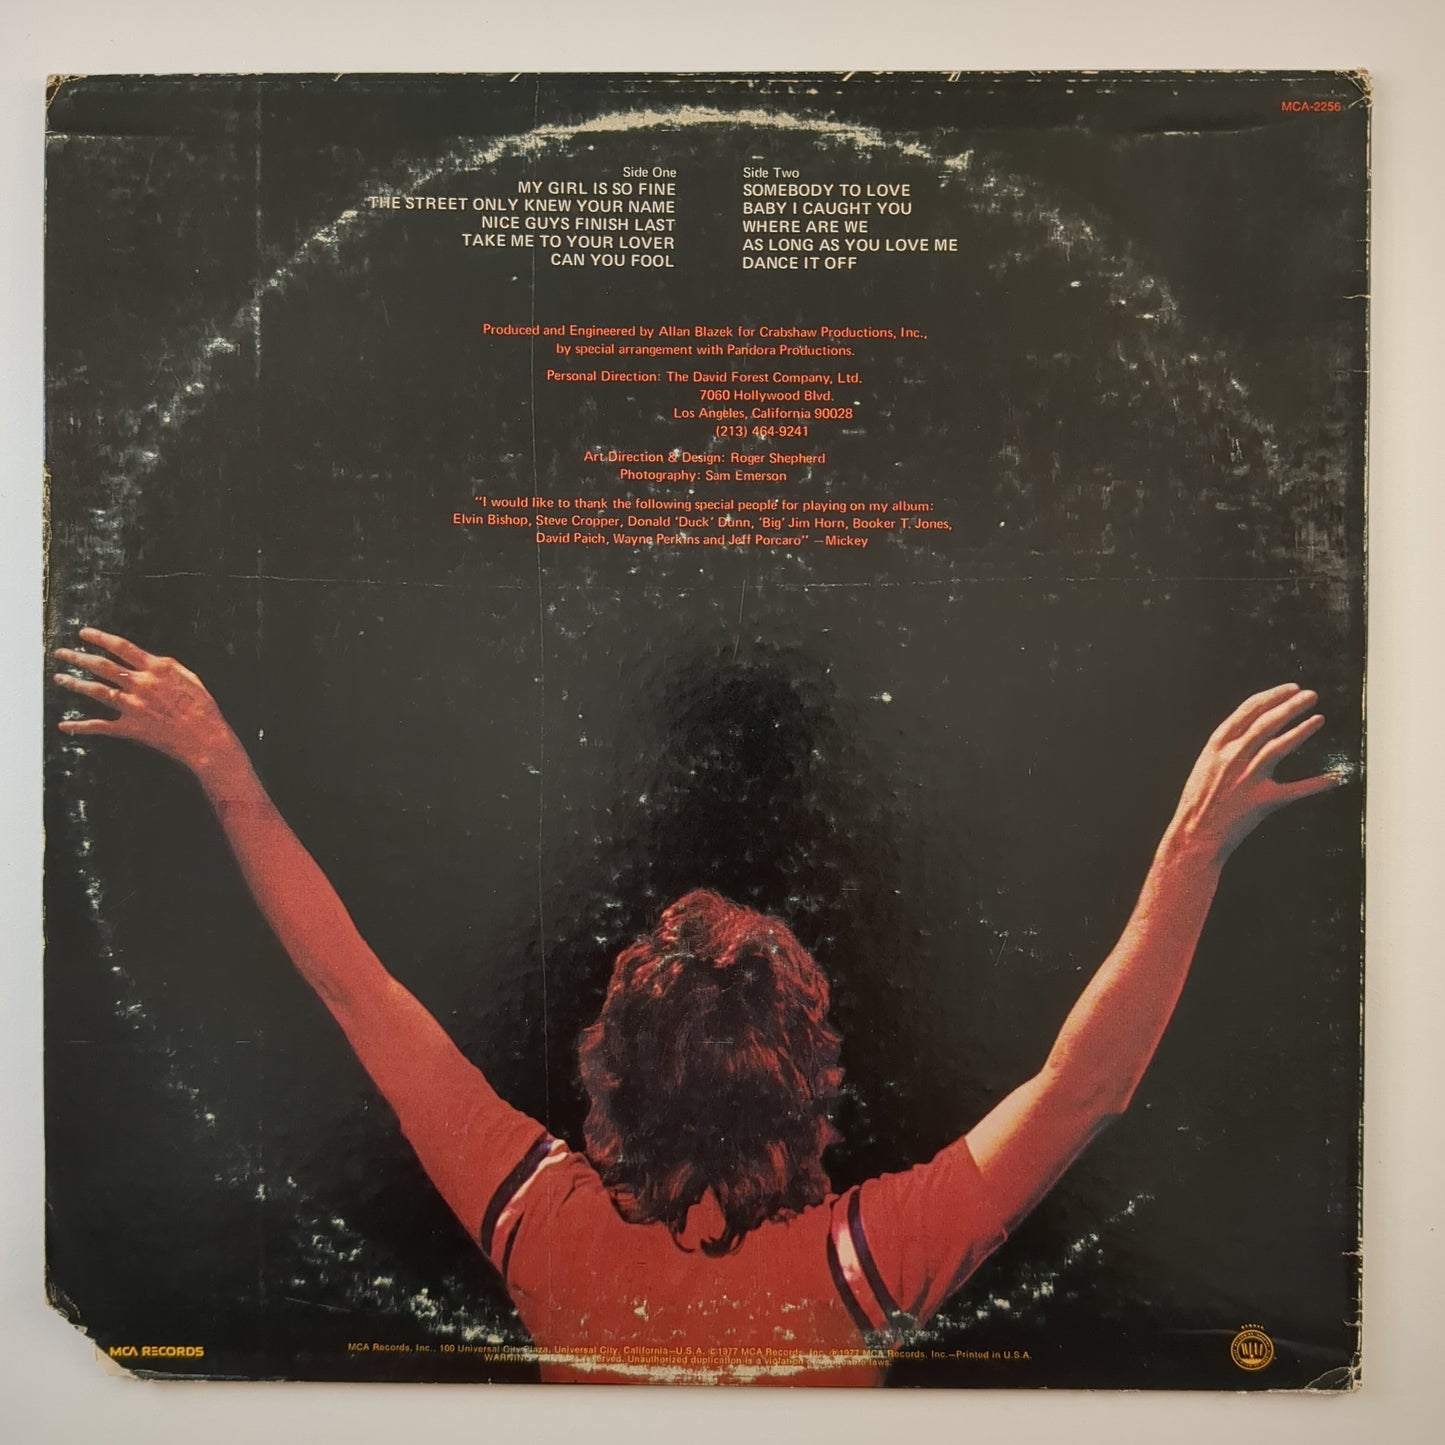 MCA-2256
Side One
MY GIRL IS SO FINE
THE STREET ONLY KNEW YOUR NAME
NICE GUYS FINISH LAST
TAKE ME TO YOUR LOVER
CAN YOU FOOL
Side Two
SOMEBODY TO LOVE
BABY I CAUGHT YOU
WHERE ARE WE
AS LONG AS YOU LOVE ME
DANCE IT OFF
Produced and Engineered by Allan Blazek for Crabshaw Productions, Inc.,
by special arrangement with Pandora Productions.
Personal Direction: The David Forest Company, Ltd.
7060 Hollywood Blvd.
Los Angeles, California 90028
(213) 464-9241
Art Direction & Design: Roger Shepherd
Photography: Sam Emerson
"I would like to thank the following special people for playing on my album:
Elvin Bishop, Steve Cropper, Donald 'Duck' Dunn, 'Big' Jim Horn, Booker T. Jones,
David Paich, Wayne Perkins and Jeff Porcaro" —Mickey
MCA RECORDS
MCA Records, Inc., 100 Universal City Plaza, Universal City, California—U.S.A. ©1977 MCA Records, Inc. ℗1977 MCA Records, Inc.—Printed in U.S.A.
Unauthorized duplication is a violation laws.